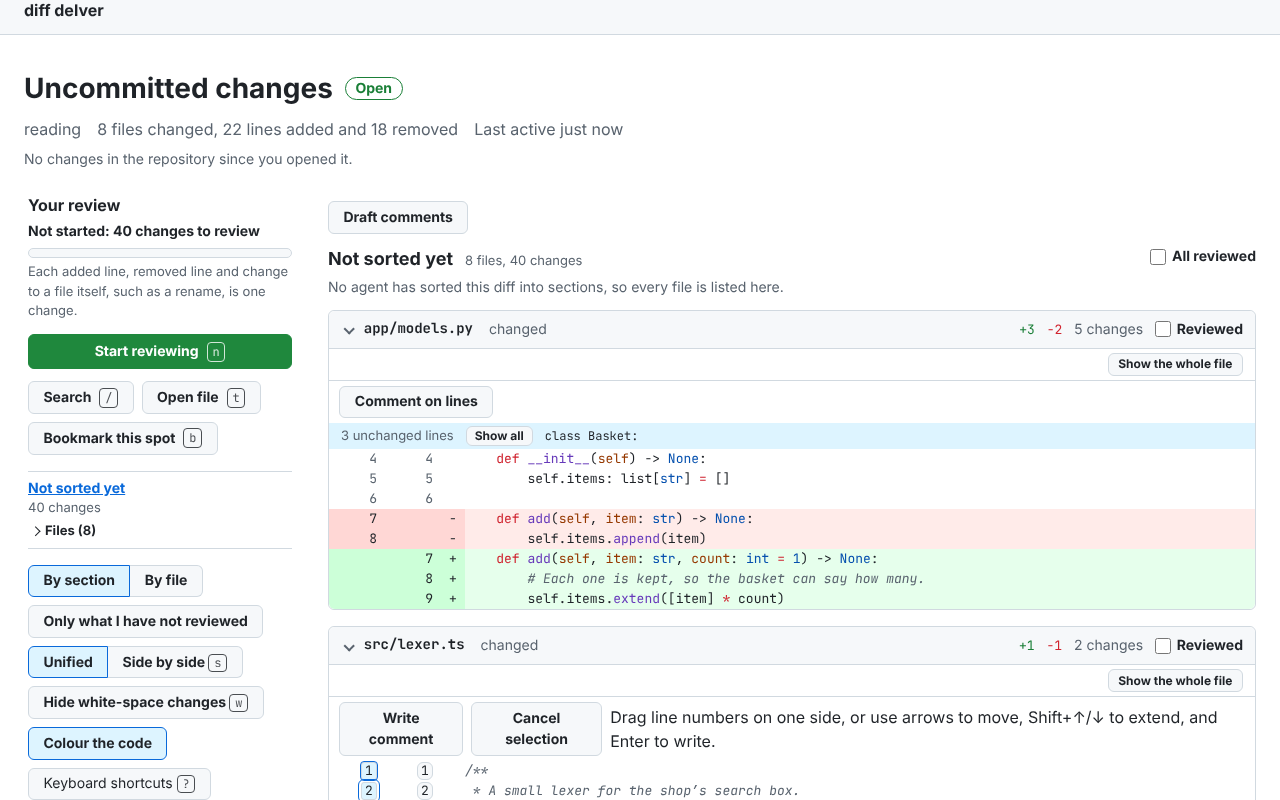 diff delver
Uncommitted changes Open
reading 8 files changed, 22 lines added and 18 removed Last active just now
No changes in the repository since you opened it.
Your review
Not started: 40 changes to review
Each added line, removed line and change
to a file itself, such as a rename, is one
change.
Start reviewing n
Search / Open file t
Bookmark this spot b
Not sorted yet
40 changes
Files (8)
By section By file
Only what I have not reviewed
Unified Side by side s
Hide white-space changes w
Colour the code
Keyboard shortcuts ?
Draft comments
Not sorted yet 8 files, 40 changes All reviewed
No agent has sorted this diff into sections, so every file is listed here.
app/models.py changed +3 -2 5 changes Reviewed
Show the whole file
Comment on lines
3 unchanged lines Show all class Basket:
4 4 def __init__(self) -> None:
5 5 self.items: list[str] = []
6 6
7 - def add(self, item: str) -> None:
8 - self.items.append(item)
7 + def add(self, item: str, count: int = 1) -> None:
8 + # Each one is kept, so the basket can say how many.
9 + self.items.extend([item] * count)
src/lexer.ts changed +1 -1 2 changes Reviewed
Show the whole file
Write comment Cancel selection Drag line numbers on one side, or use arrows to move, Shift+↑/↓ to extend, and
Enter to write.
1 1 /**
2 2 * A small lexer for the shop’s search box.